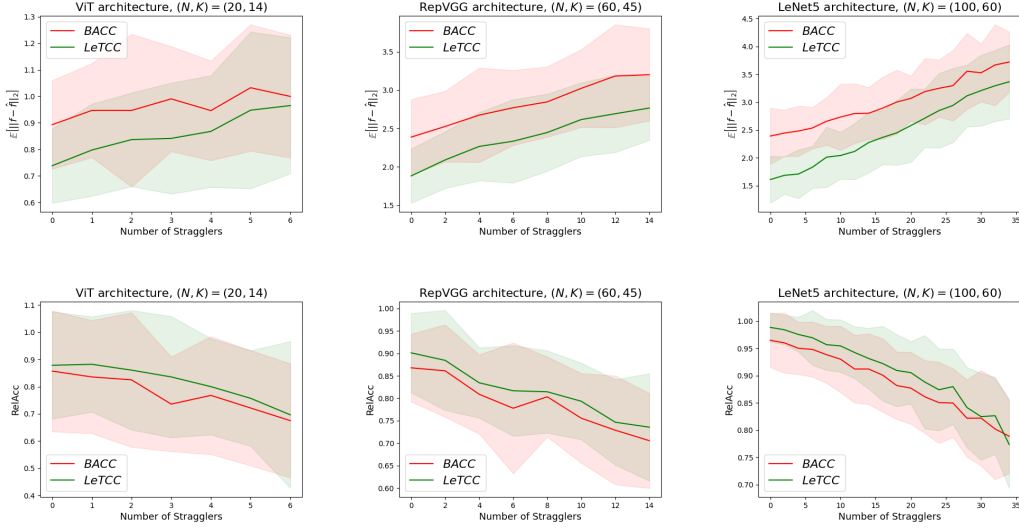 ViT architecture, (N, K) = (20, 14)
1.3
1.2
1.1
1.0
0.9
0.8
0.7
0.6
𝔼[||f − f̂||₂]
BACC
LeTCC
0 1 2 3 4 5 6
Number of Stragglers
RepVGG architecture, (N, K) = (60, 45)
3.5
3.0
2.5
2.0
1.5
𝔼[||f − f̂||₂]
BACC
LeTCC
0 2 4 6 8 10 12 14
Number of Stragglers
LeNet5 architecture, (N, K) = (100, 60)
4.5
4.0
3.5
3.0
2.5
2.0
1.5
𝔼[||f − f̂||₂]
BACC
LeTCC
0 5 10 15 20 25 30 35
Number of Stragglers
ViT architecture, (N, K) = (20, 14)
1.1
1.0
0.9
0.8
0.7
0.6
0.5
0.4
RelAcc
BACC
LeTCC
0 1 2 3 4 5 6
Number of Stragglers
RepVGG architecture, (N, K) = (60, 45)
1.00
0.95
0.90
0.85
0.80
0.75
0.70
0.65
0.60
RelAcc
BACC
LeTCC
0 2 4 6 8 10 12 14
Number of Stragglers
LeNet5 architecture, (N, K) = (100, 60)
1.00
0.95
0.90
0.85
0.80
0.75
0.70
RelAcc
BACC
LeTCC
0 5 10 15 20 25 30 35
Number of Stragglers